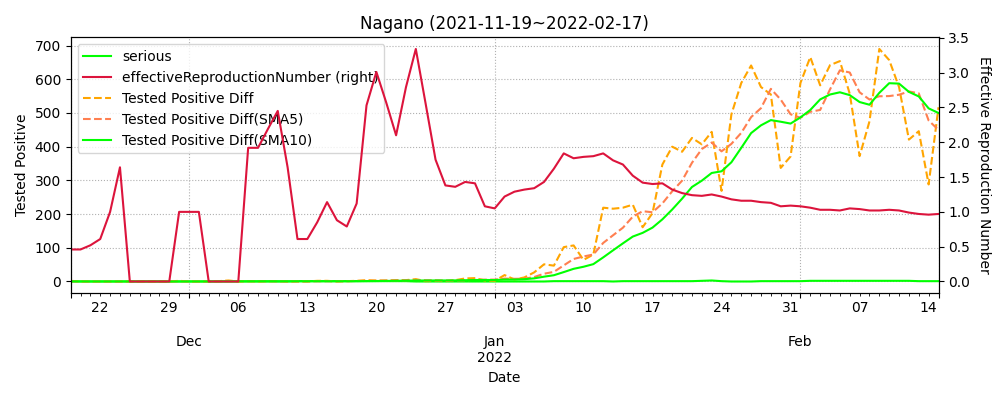 Nagano (2021-11-19~2022-02-17)
700
600
500
400
300
200
100
0
Tested Positive
serious
effectiveReproductionNumber (right)
Tested Positive Diff
Tested Positive Diff(SMA5)
Tested Positive Diff(SMA10)
3.5
3.0
2.5
2.0
1.5
1.0
0.5
0.0
Effective Reproduction Number
22 29 06 13 20 27 03 10 17 24 31 07 14
Dec Jan Feb
2022
Date